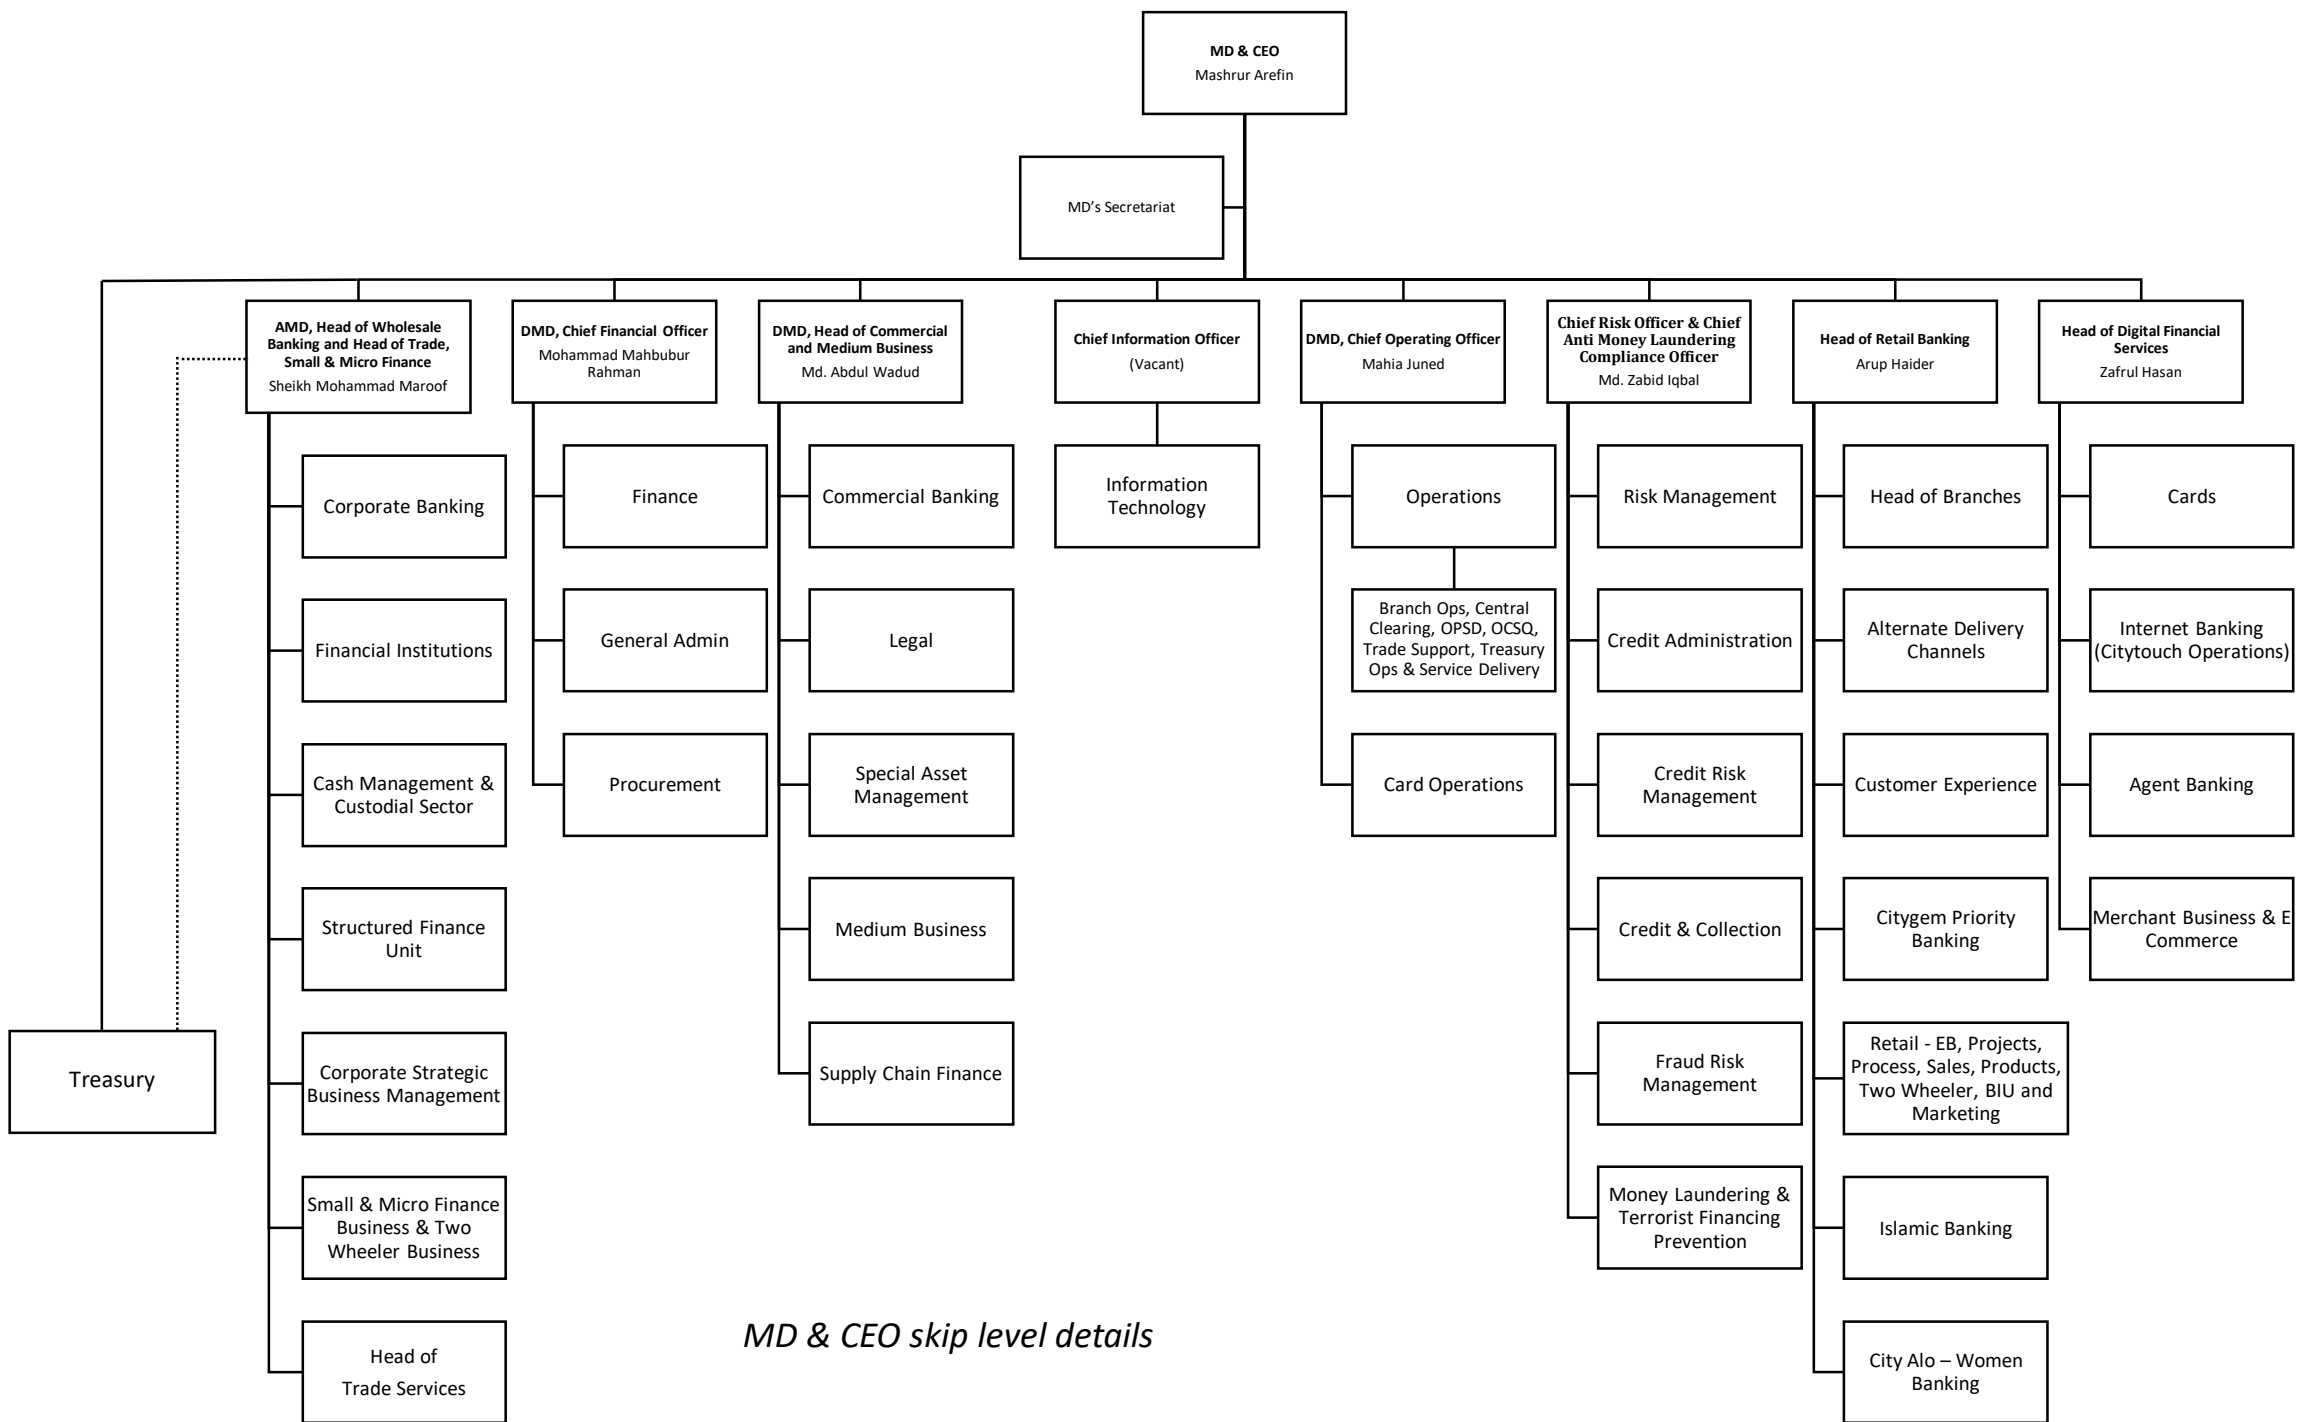 MD & CEO
Mashrur Arefin
MD’s Secretariat
AMD, Head of Wholesale
Banking and Head of Trade,
Small & Micro Finance
Sheikh Mohammad Maroof
DMD, Chief Financial Officer
Mohammad Mahbubur
Rahman
DMD, Head of Commercial
and Medium Business
Md. Abdul Wadud
Chief Information Officer
(Vacant)
DMD, Chief Operating Officer
Mahia Juned
Chief Risk Officer & Chief
Anti Money Laundering
Compliance Officer
Md. Zabid Iqbal
Head of Retail Banking
Arup Haider
Head of Digital Financial
Services
Zafrul Hasan
Treasury
Corporate Banking
Financial Institutions
Cash Management &
Custodial Sector
Structured Finance
Unit
Corporate Strategic
Business Management
Small & Micro Finance
Business & Two
Wheeler Business
Head of
Trade Services
Finance
General Admin
Procurement
Commercial Banking
Legal
Special Asset
Management
Medium Business
Supply Chain Finance
Information
Technology
Operations
Branch Ops, Central
Clearing, OPSD, OCSQ,
Trade Support, Treasury
Ops & Service Delivery
Card Operations
Risk Management
Credit Administration
Credit Risk
Management
Credit & Collection
Fraud Risk
Management
Money Laundering &
Terrorist Financing
Prevention
Head of Branches
Alternate Delivery
Channels
Customer Experience
Citygem Priority
Banking
Retail - EB, Projects,
Process, Sales, Products,
Two Wheeler, BIU and
Marketing
Islamic Banking
City Alo – Women
Banking
Cards
Internet Banking
(Citytouch Operations)
Agent Banking
Merchant Business & E
Commerce
MD & CEO skip level details